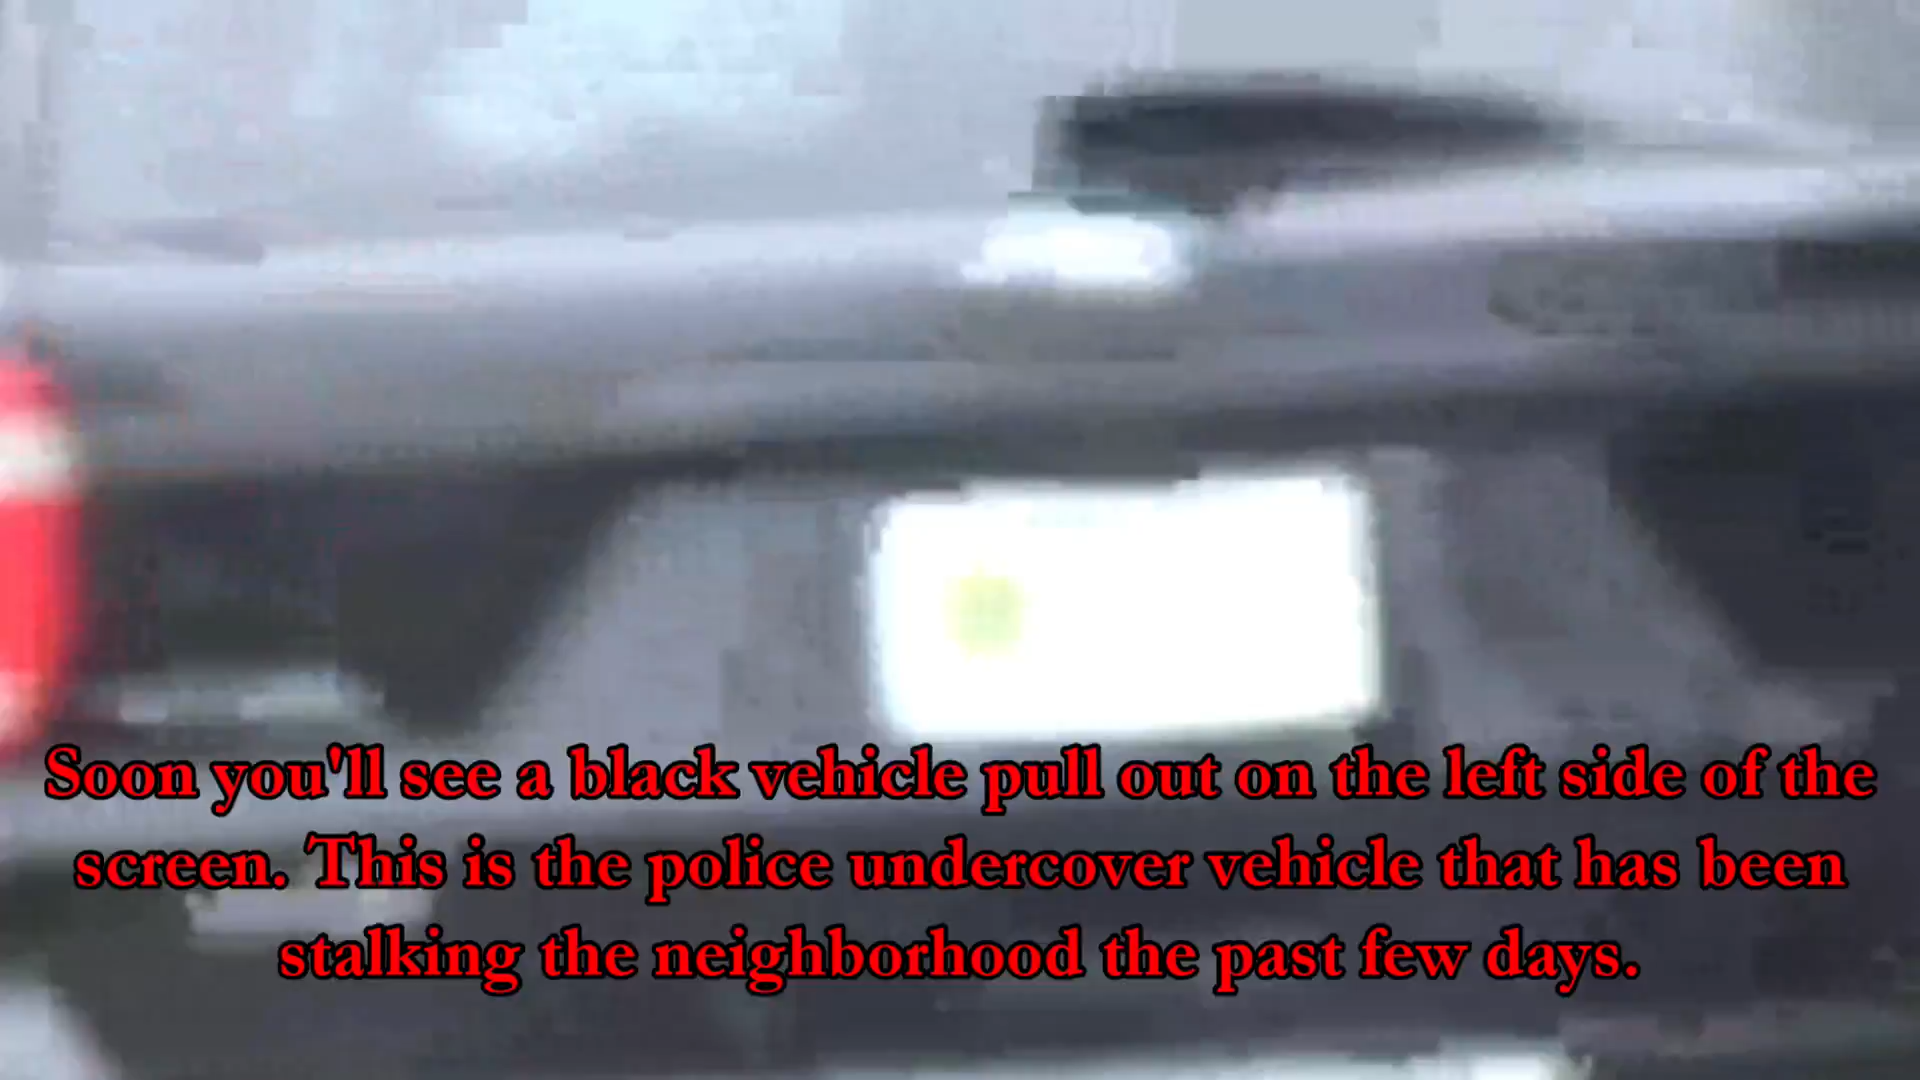 Soon you'll see a black vehicle pull out on the left side of the
screen. This is the police undercover vehicle that has been
stalking the neighborhood the past few days.